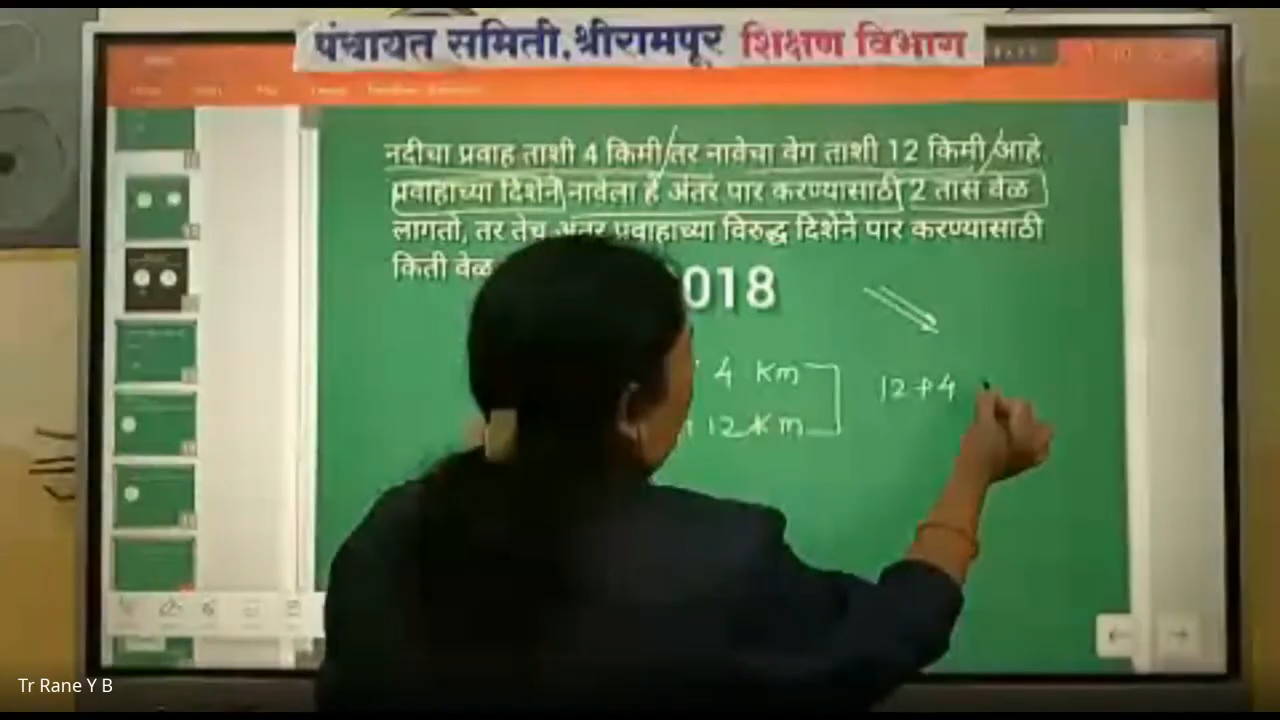 पंचायत समिती.श्रीरामपूर शिक्षण विभाग
नदीचा प्रवाह ताशी 4 किमी तर नावेचा वेग ताशी 12 किमी आहे
प्रवाहाच्या दिशेने नावेला हे अंतर पार करण्यासाठी 2 तास वेळ
लागतो, तर तेच अंतर प्रवाहाच्या विरुद्ध दिशेने पार करण्यासाठी
किती वेळ
018
4 Km
12 Km
12+4
Tr Rane Y B